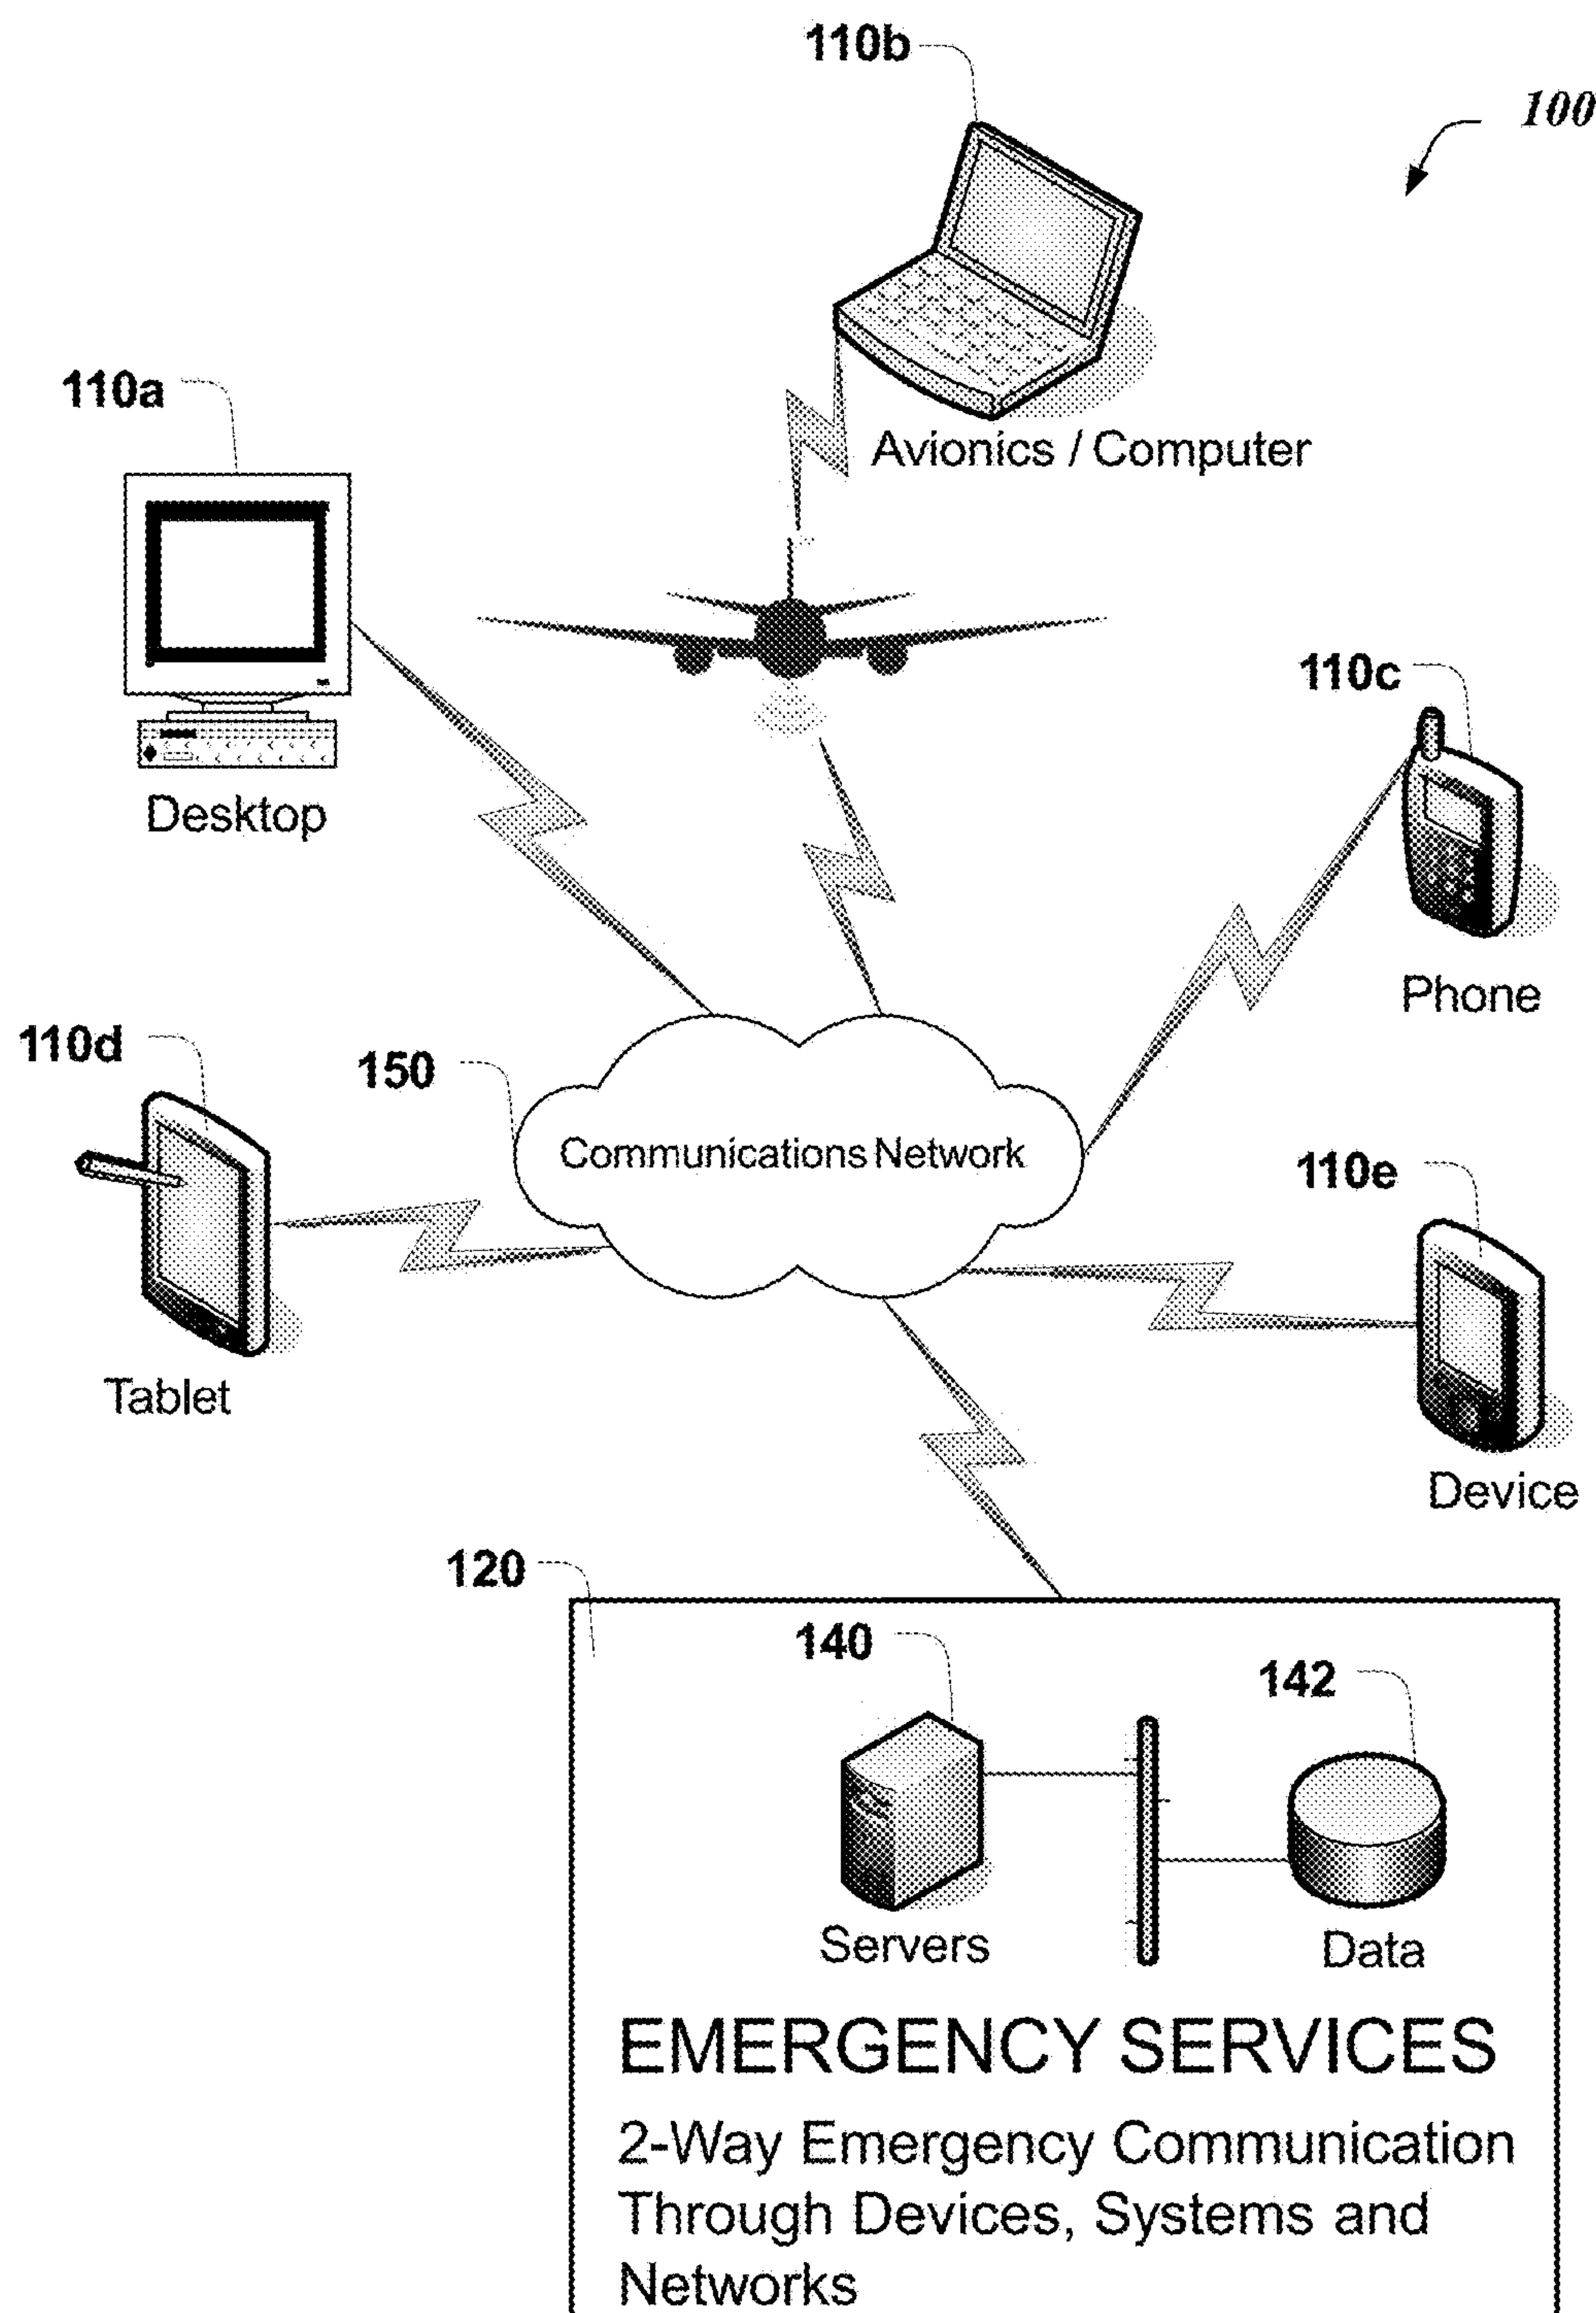 110b
100
110a
Avionics / Computer
110c
Desktop
Phone
110d
150
Communications Network
110e
Tablet
Device
120
140
142
Servers
Data
EMERGENCY SERVICES
2-Way Emergency Communication
Through Devices, Systems and
Networks